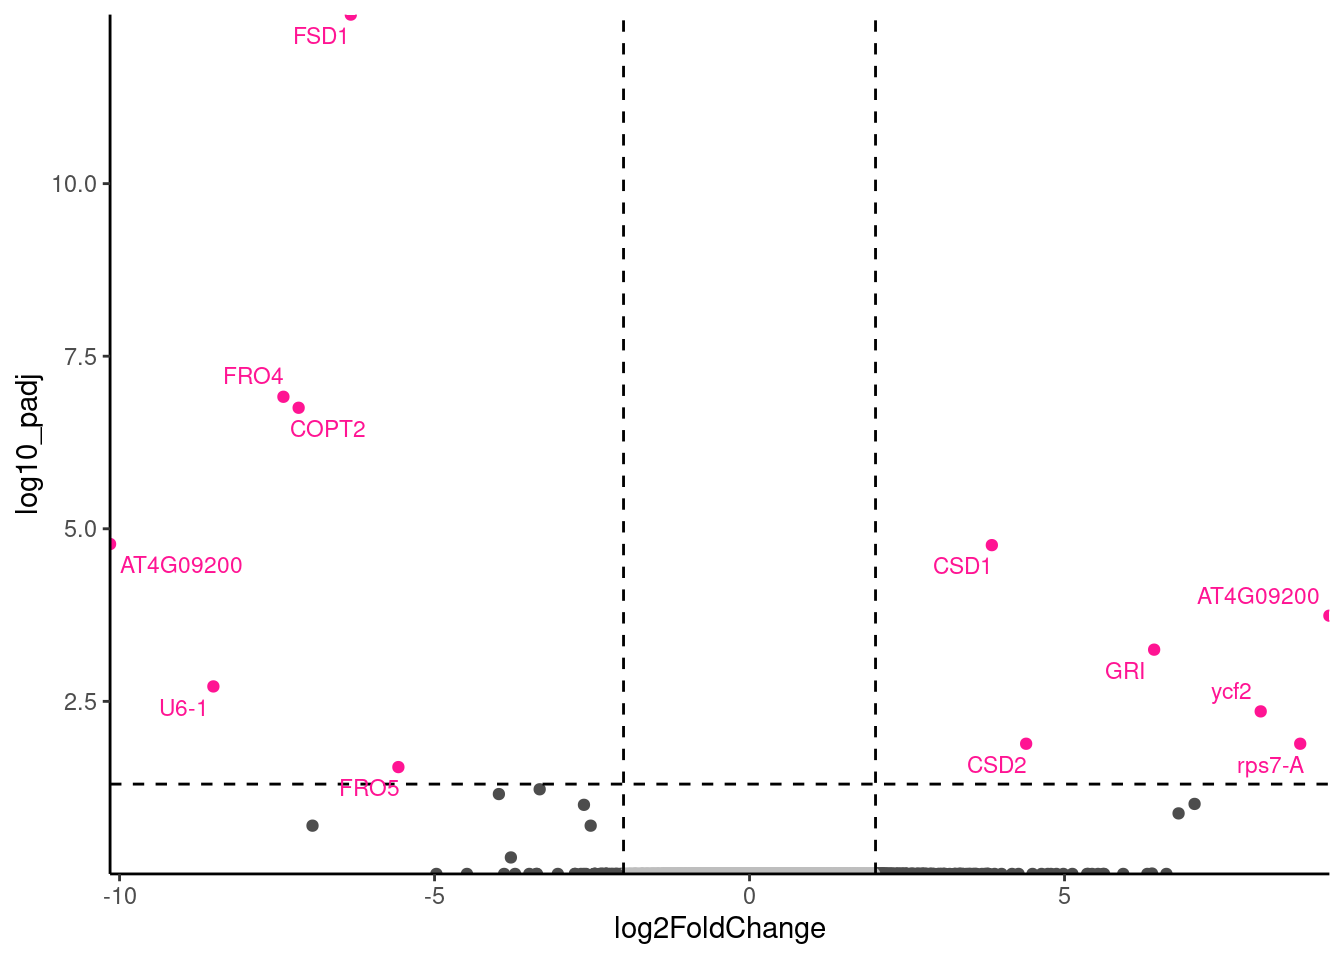 FSD1
10.0
7.5
FRO4
COPT2
log10_padj
5.0
AT4G09200
CSD1
AT4G09200
GRI
U6-1
2.5
ycf2
CSD2
rps7-A
FRO5
-10
-5
0
5
log2FoldChange